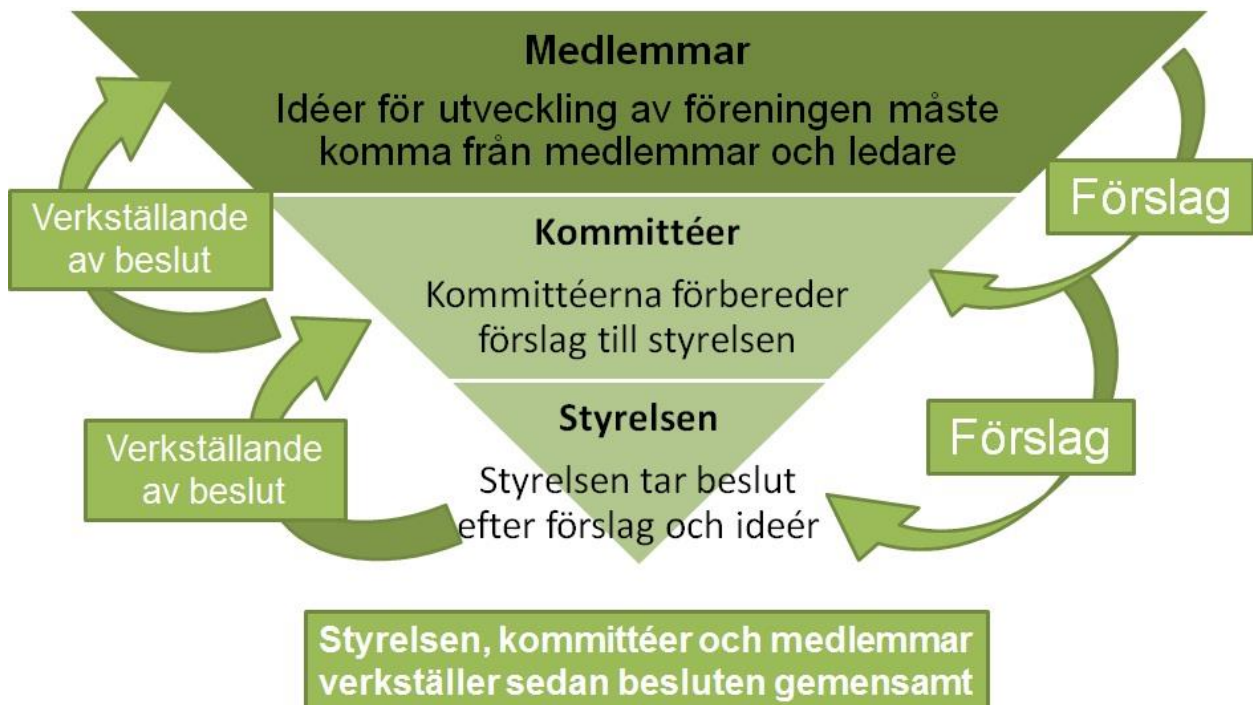 Medlemmar
Idéer för utveckling av föreningen måste
komma från medlemmar och ledare
Förslag
Verkställande
av beslut
Kommittéer
Kommittéerna förbereder
förslag till styrelsen
Styrelsen
Förslag
Verkställande
av beslut
Styrelsen tar beslut
efter förslag och ideér
Styrelsen, kommittéer och medlemmar
verkställer sedan besluten gemensamt